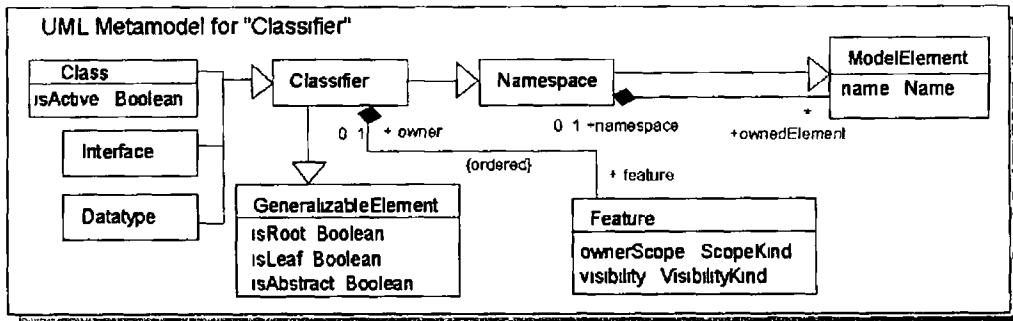 UML Metamodel for "Classifier"
Class
isActive Boolean
Interface
Datatype
Classifier
Namespace
ModelElement
name Name
0 1 + owner
{ordered}
0 1 +namespace
*
+ownedElement
+ feature
GeneralizableElement
isRoot Boolean
isLeaf Boolean
isAbstract Boolean
Feature
ownerScope ScopeKind
visibility VisibilityKind